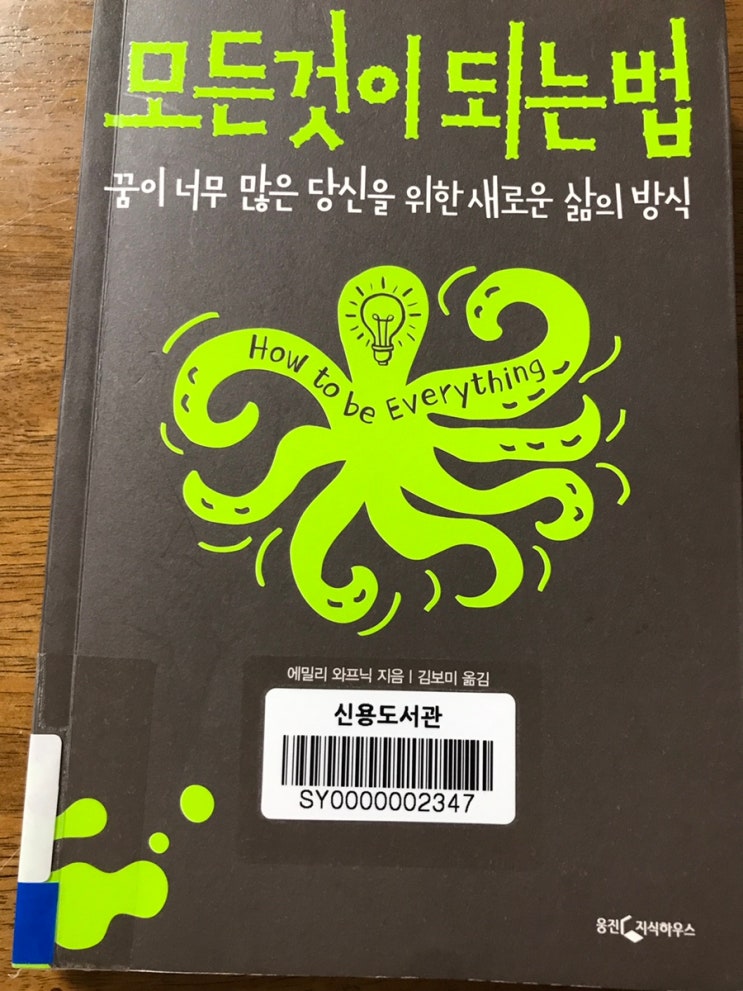 모든것이 되는법
꿈이 너무 많은 당신을 위한 새로운 삶의 방식
How to be Everything
에밀리 와프닉 지음 | 김보미 옮김
신용도서관
SY0000002347
웅진 지식하우스